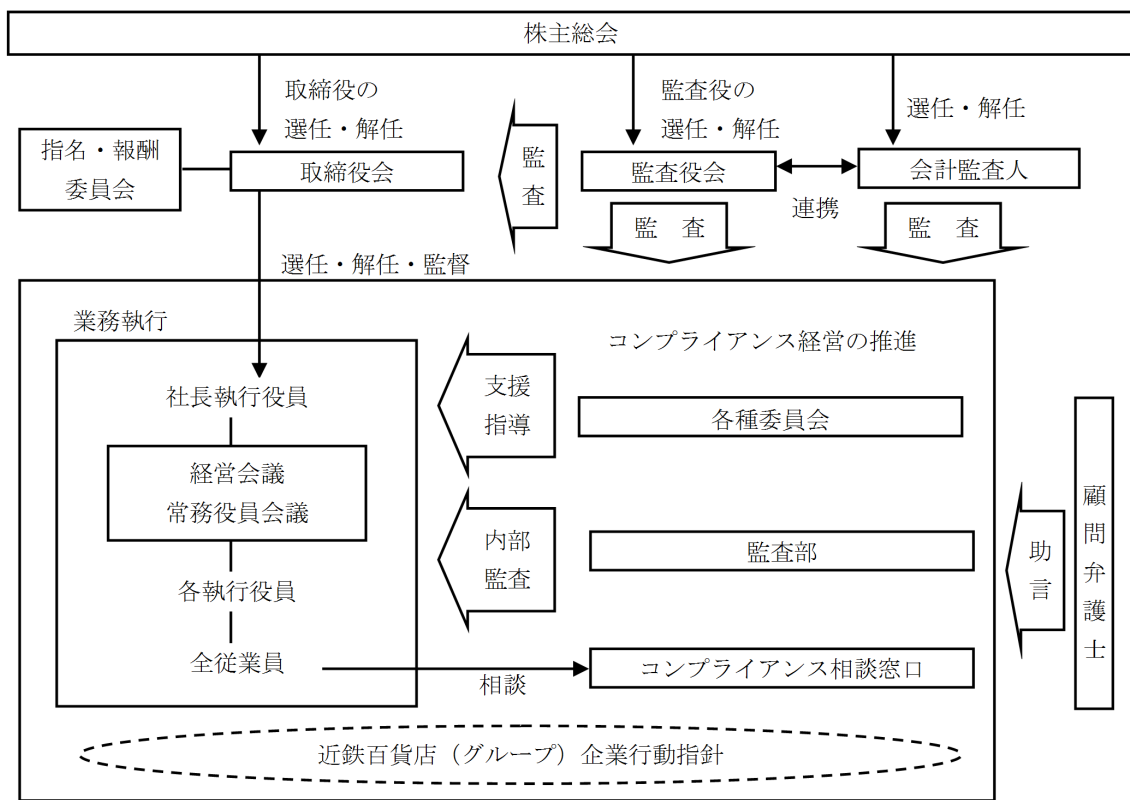 株主総会
取締役の
選任・解任
監査役の
選任・解任
選任・解任
指名・報酬
委員会
取締役会
監査
監査役会
連携
会計監査人
監 査
監 査
選任・解任・監督
業務執行
コンプライアンス経営の推進
社長執行役員
支援
指導
各種委員会
経営会議
常務役員会議
内部
監査
監査部
助言
顧問弁護士
各執行役員
全従業員
相談
コンプライアンス相談窓口
近鉄百貨店(グループ)企業行動指針